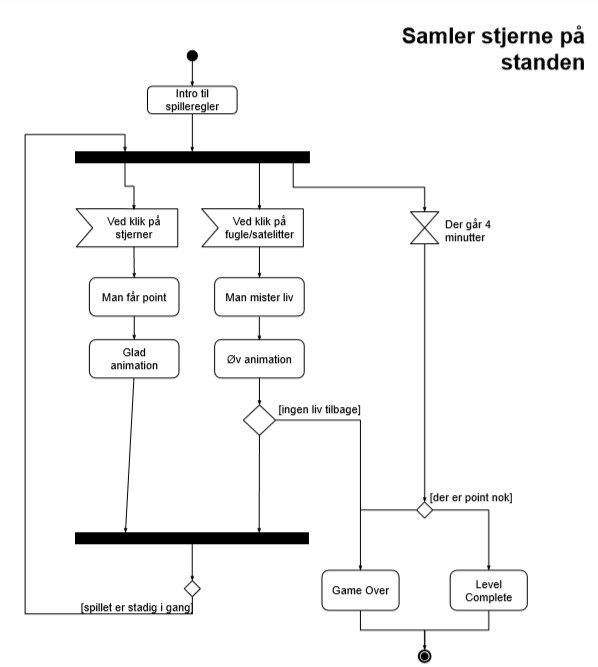 Samler stjerne på
standen
Intro til
spilleregler
Ved klik på
stjerner
Ved klik på
fugle/satelitter
Der går 4
minutter
Man får point
Man mister liv
Glad
animation
Øv animation
[ingen liv tilbage]
[der er point nok]
Game Over
Level
Complete
[spillet er stadig i gang]